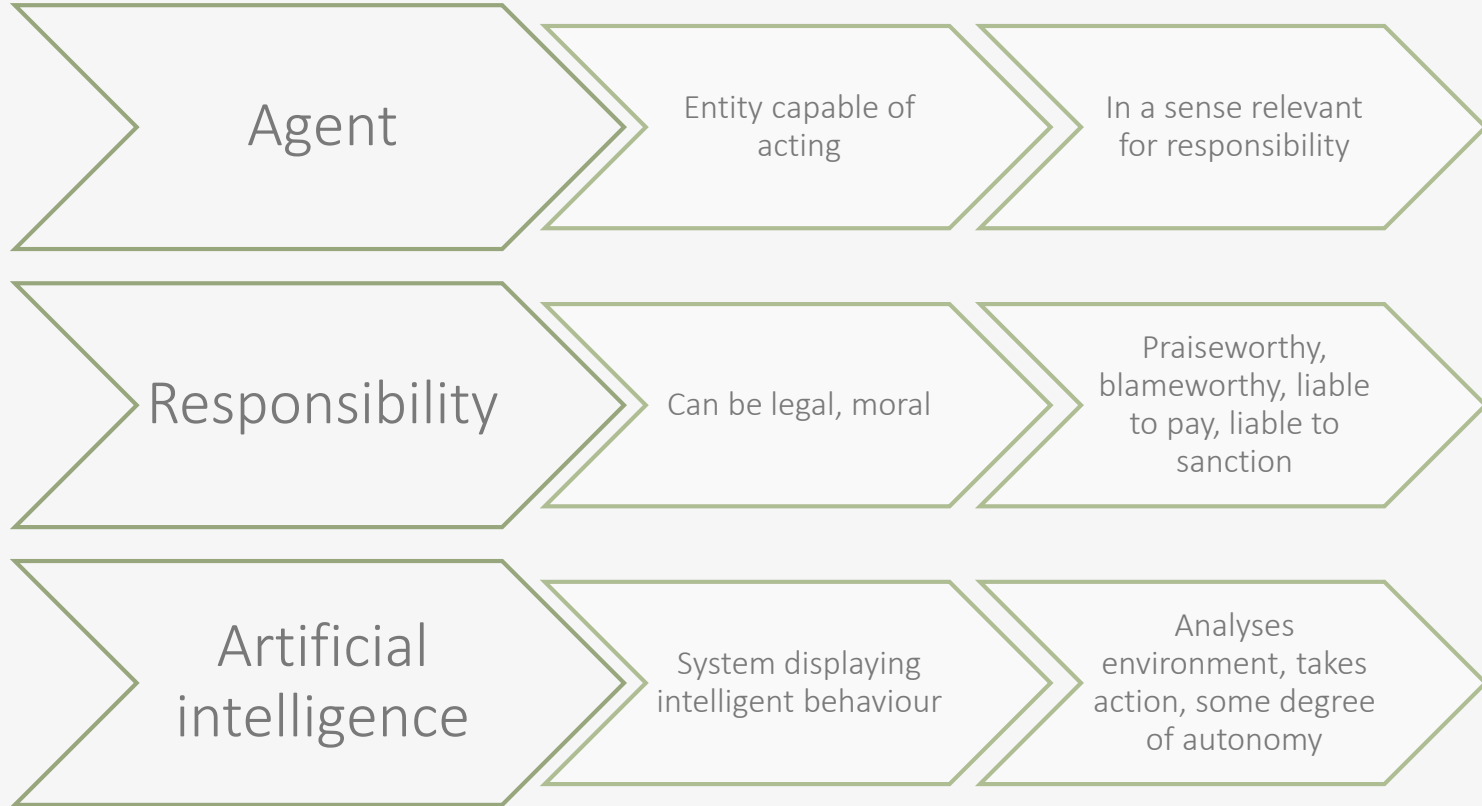 Agent
Entity capable of
acting
In a sense relevant
for responsibility
Responsibility
Can be legal, moral
Praiseworthy,
blameworthy, liable
to pay, liable to
sanction
Artificial
intelligence
System displaying
intelligent behaviour
Analyses
environment, takes
action, some degree
of autonomy